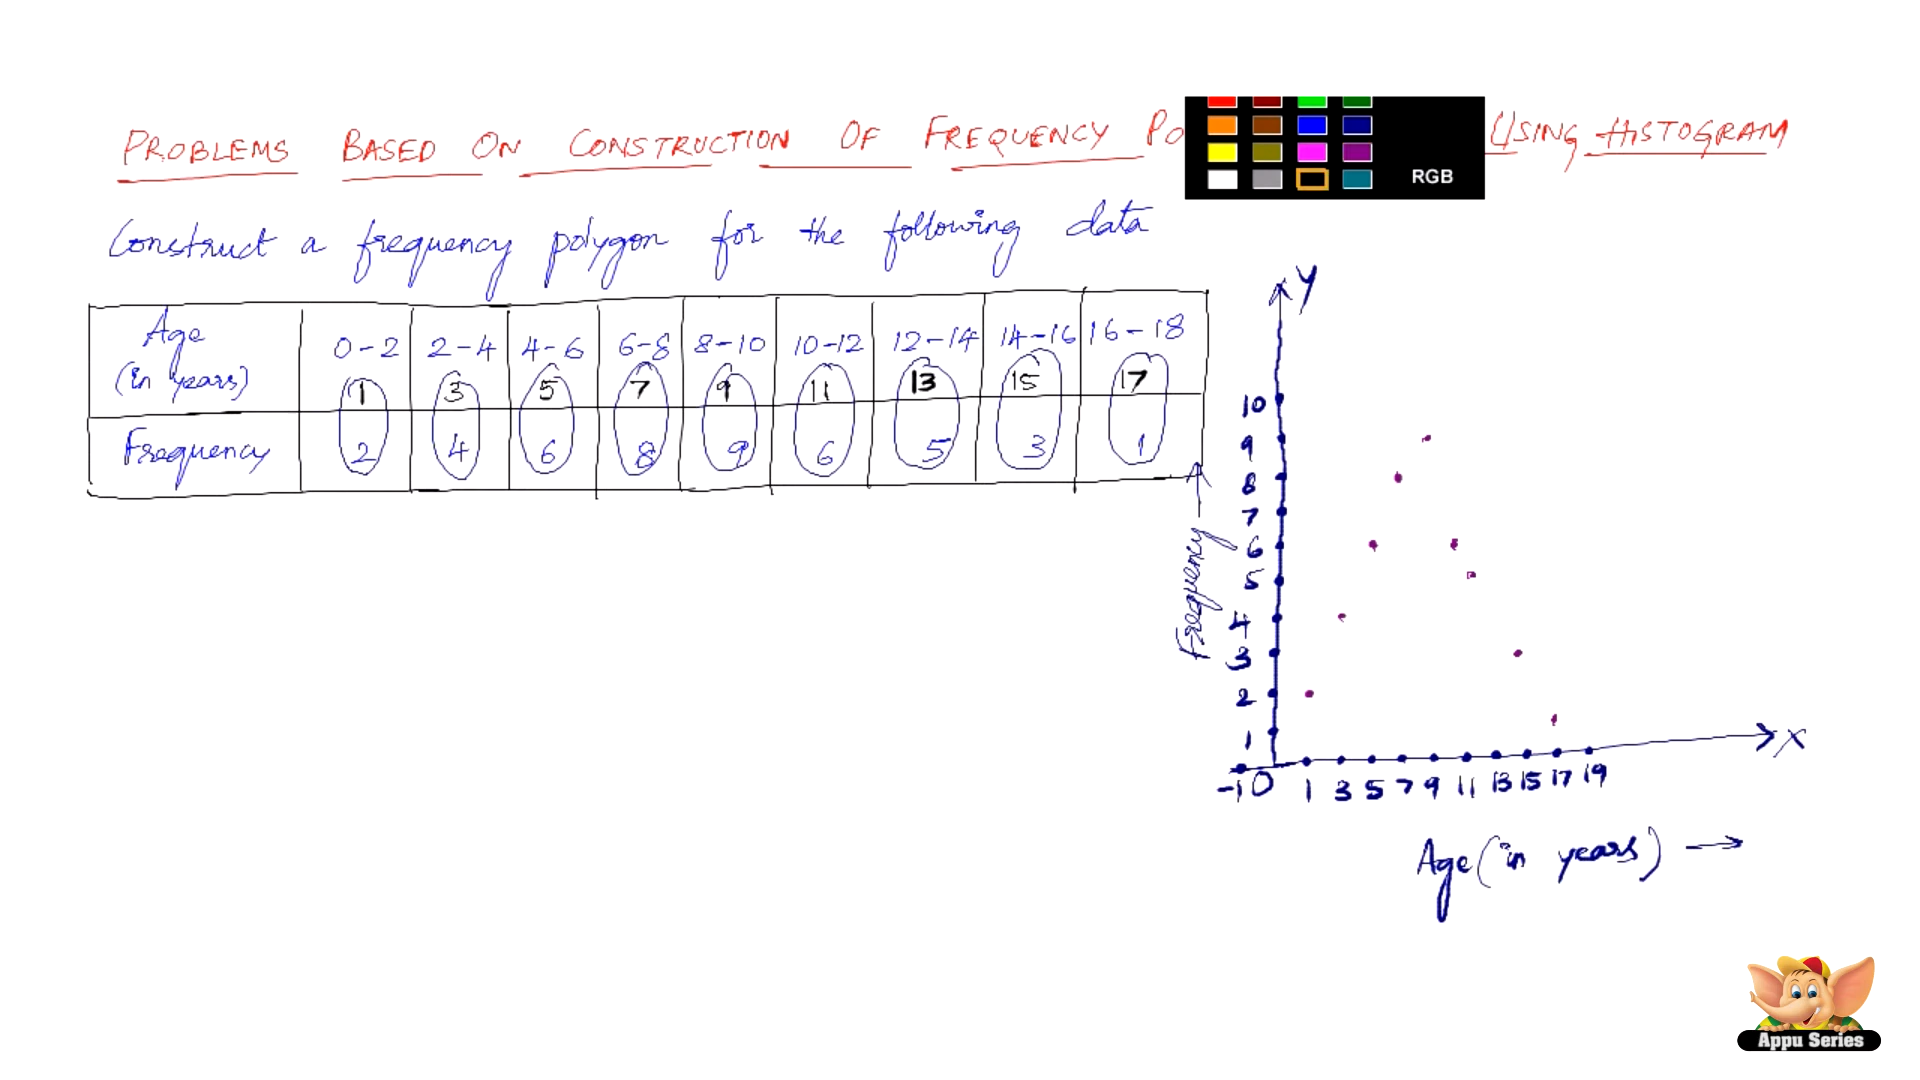 PROBLEMS BASED ON CONSTRUCTION OF FREQUENCY PO USING HISTOGRAM
RGB
Construct a frequency polygon for the following data
Age (in years) 0-2 2-4 4-6 6-8 8-10 10-12 12-14 14-16 16-18
1 3 5 7 9 11 13 15 17
Frequency 2 4 6 8 9 6 5 3 1
Y
10
9
8
7
6
5
4
3
2
1
Frequency
X
-1 0 1 3 5 7 9 11 13 15 17 19
Age (in years)
Appu Series